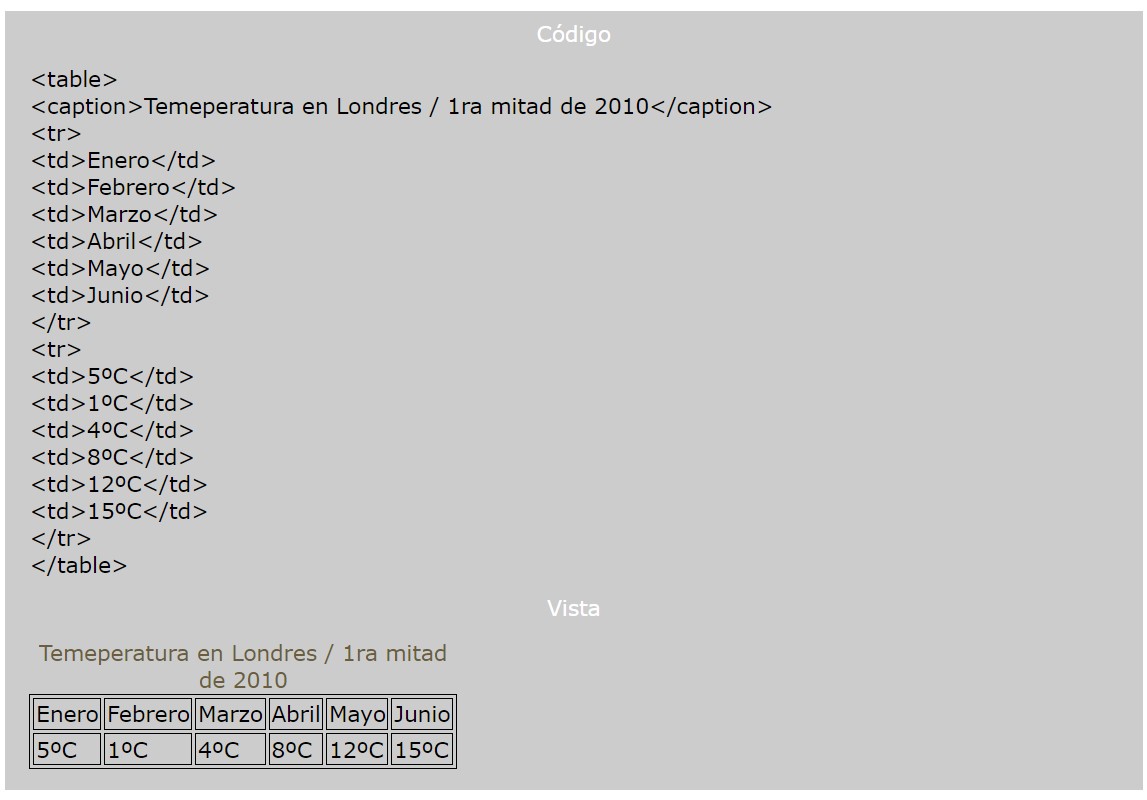 Código
<table>
<caption>Temeperatura en Londres / 1ra mitad de 2010</caption>
<tr>
<td>Enero</td>
<td>Febrero</td>
<td>Marzo</td>
<td>Abril</td>
<td>Mayo</td>
<td>Junio</td>
</tr>
<tr>
<td>5ºC</td>
<td>1ºC</td>
<td>4ºC</td>
<td>8ºC</td>
<td>12ºC</td>
<td>15ºC</td>
</tr>
</table>
Vista
Temeperatura en Londres / 1ra mitad
de 2010
Enero Febrero Marzo Abril Mayo Junio
5ºC 1ºC 4ºC 8ºC 12ºC 15ºC